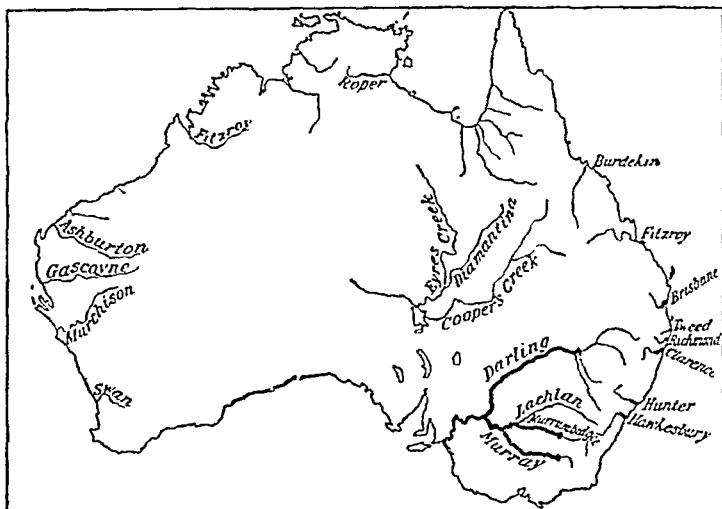 Roper
Fitzroy
Burdekin
Ashburton
Eyres Creek
Diamantina
Fitzroy
Gascoyne
Cooper's Creek
Murchison
Brisbane
Tweed
Richmond
Clarence
Darling
Swan
Lachlan
Hunter
Murrumbidgee
Hawkesbury
Murray